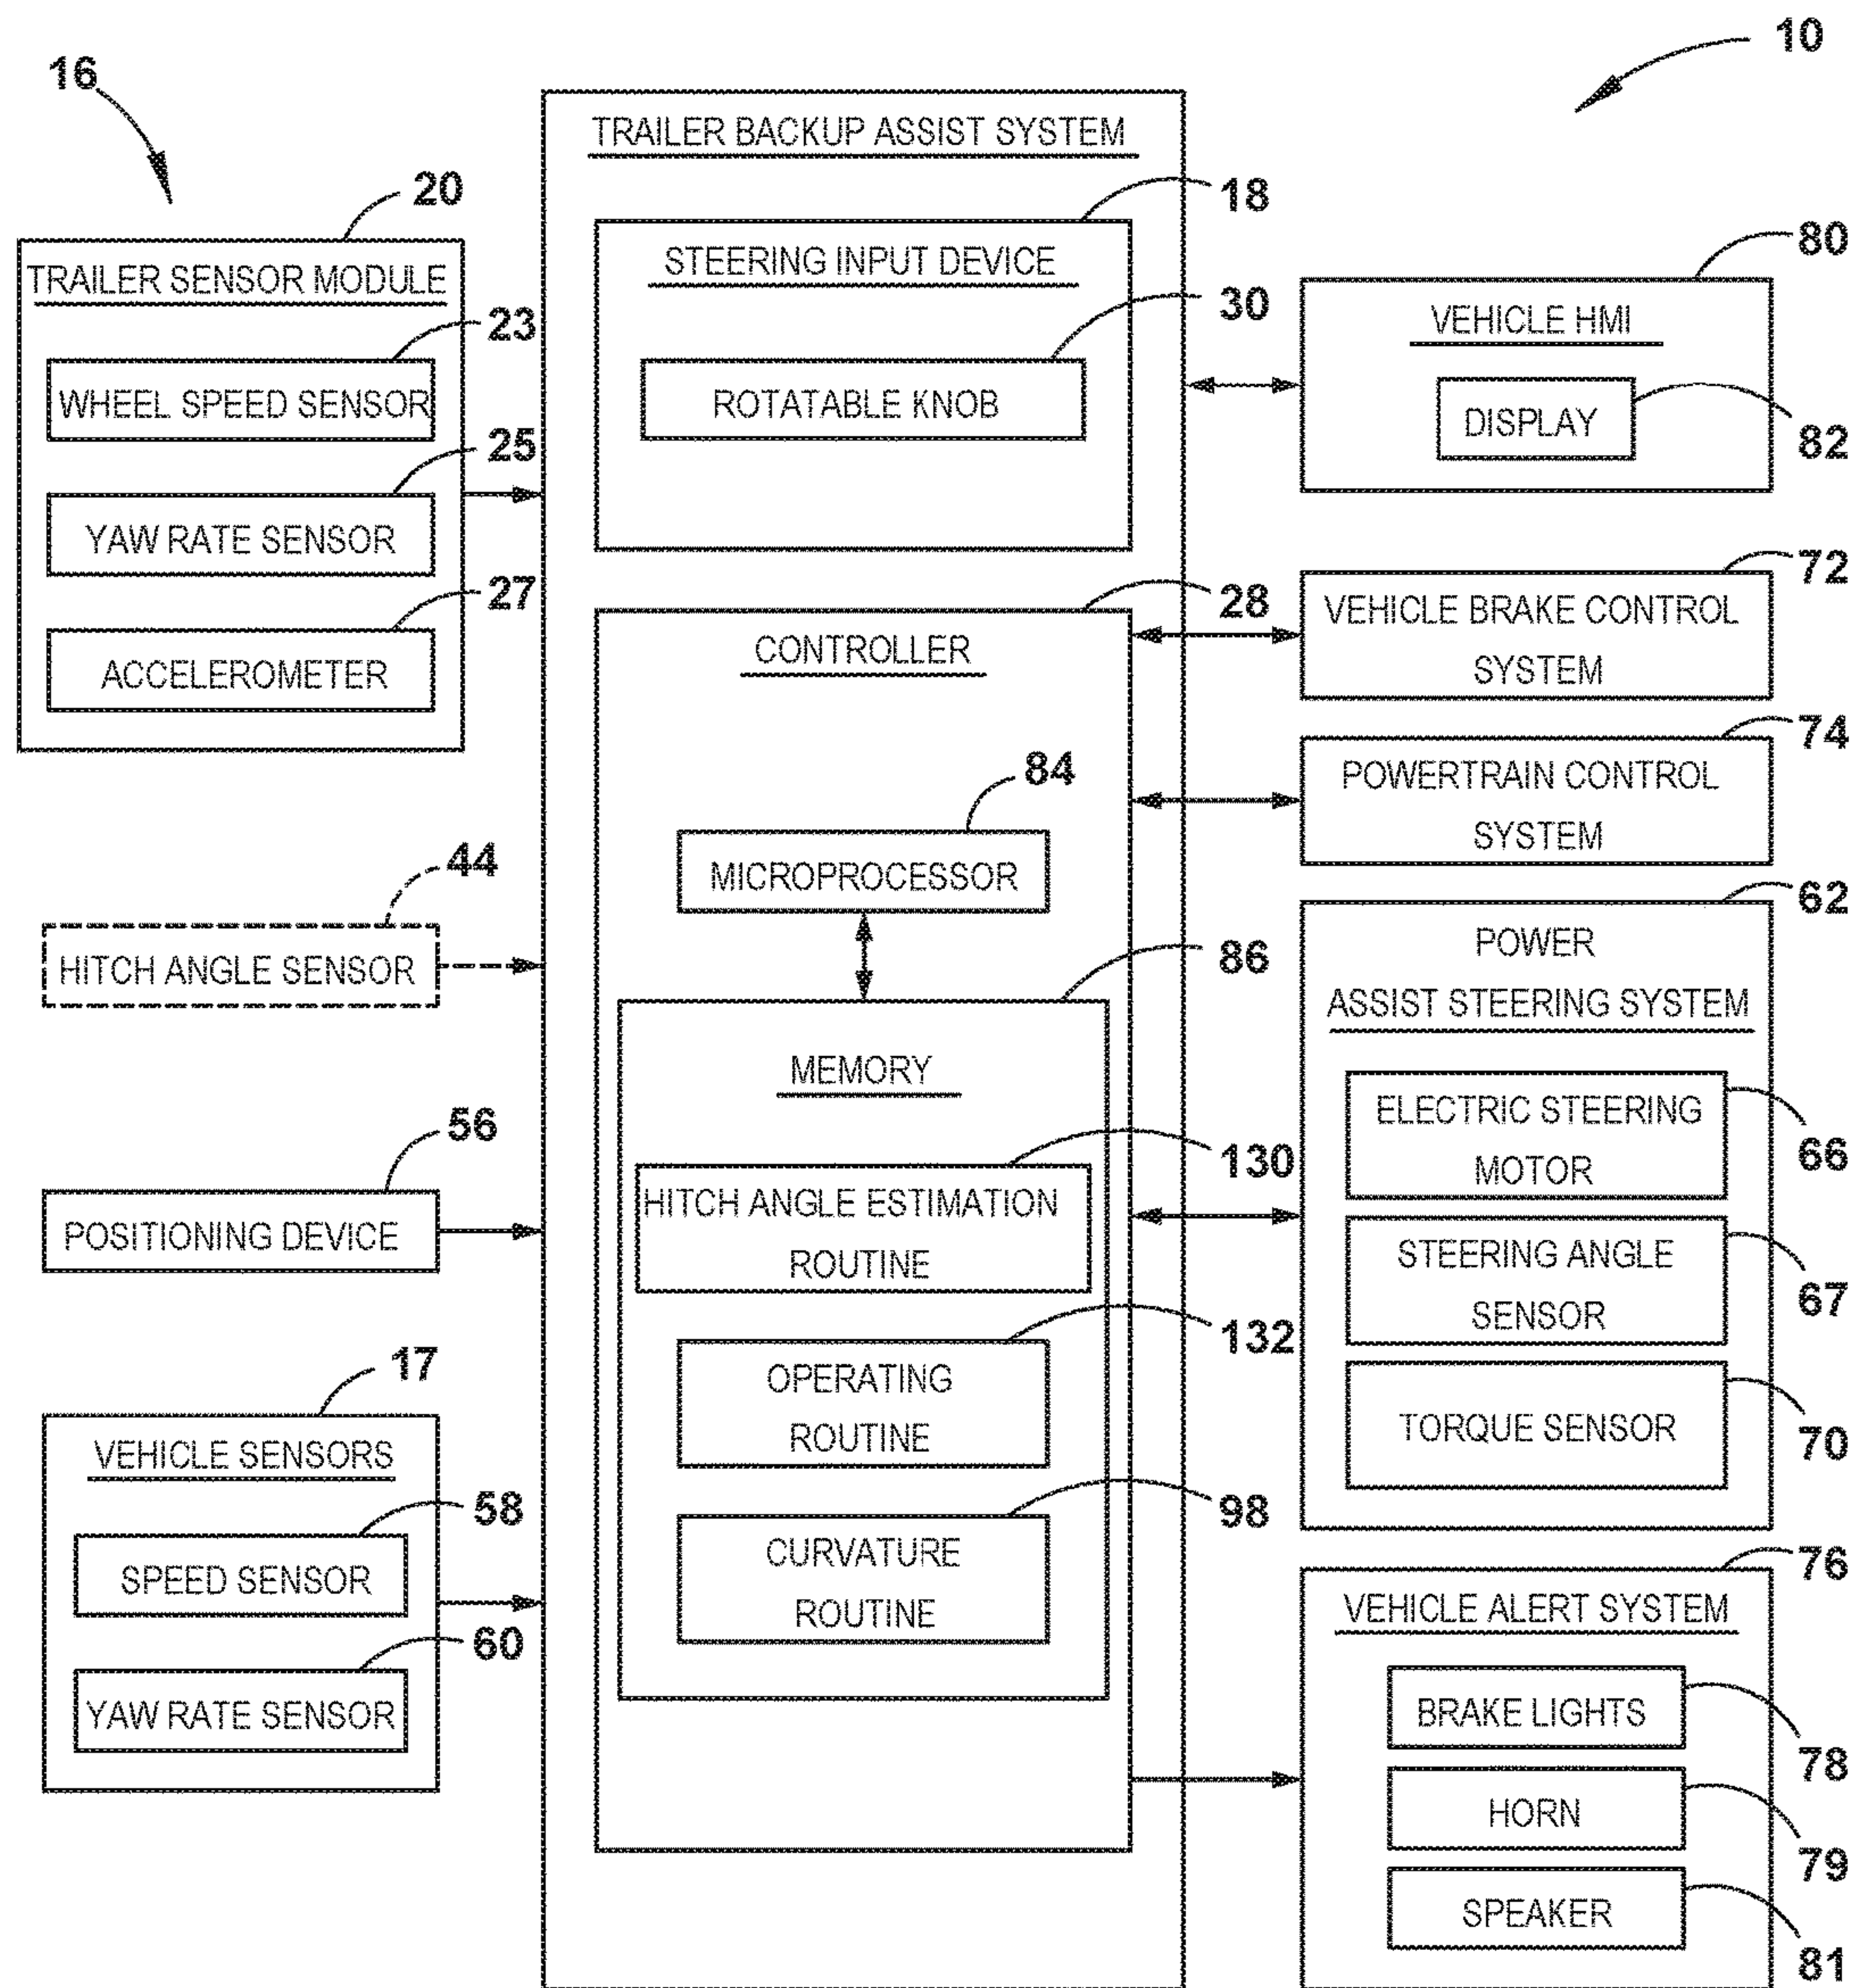 10
16
TRAILER BACKUP ASSIST SYSTEM
20
TRAILER SENSOR MODULE
23
WHEEL SPEED SENSOR
25
YAW RATE SENSOR
27
ACCELEROMETER
44
HITCH ANGLE SENSOR
56
POSITIONING DEVICE
17
VEHICLE SENSORS
58
SPEED SENSOR
60
YAW RATE SENSOR
18
STEERING INPUT DEVICE
30
ROTATABLE KNOB
28
CONTROLLER
84
MICROPROCESSOR
86
MEMORY
130
HITCH ANGLE ESTIMATION
ROUTINE
132
OPERATING
ROUTINE
98
CURVATURE
ROUTINE
80
VEHICLE HMI
DISPLAY
82
72
VEHICLE BRAKE CONTROL
SYSTEM
74
POWERTRAIN CONTROL
SYSTEM
62
POWER
ASSIST STEERING SYSTEM
ELECTRIC STEERING
MOTOR
66
STEERING ANGLE
SENSOR
67
TORQUE SENSOR
70
76
VEHICLE ALERT SYSTEM
BRAKE LIGHTS
78
HORN
79
SPEAKER
81